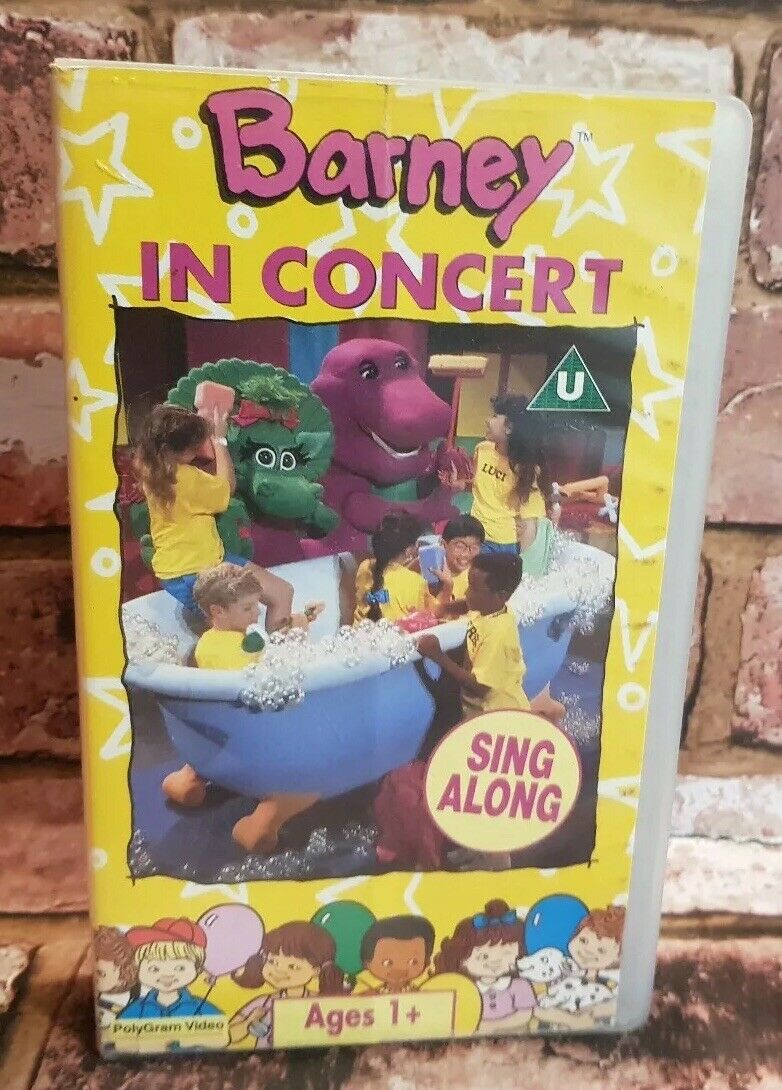 Barney™
IN CONCERT
U
LUCI
SING
ALONG
Ages 1+
PolyGram Video